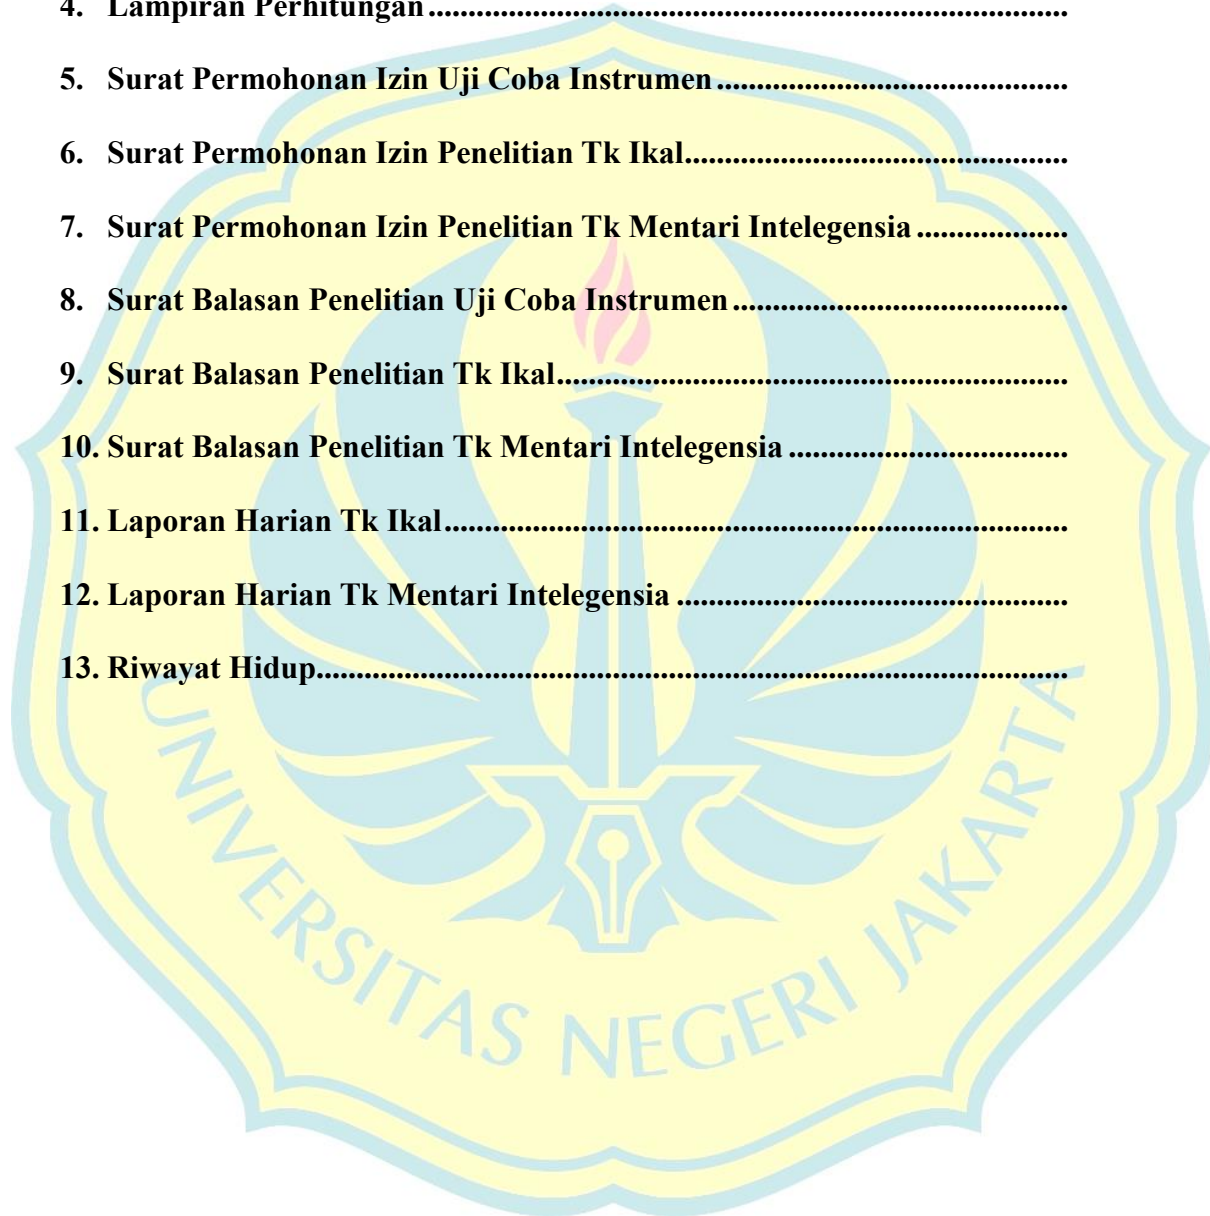 4. Lampiran Perhitungan................................................................................
5. Surat Permohonan Izin Uji Coba Instrumen............................................
6. Surat Permohonan Izin Penelitian Tk Ikal................................................
7. Surat Permohonan Izin Penelitian Tk Mentari Intelegensia...................
8. Surat Balasan Penelitian Uji Coba Instrumen..........................................
9. Surat Balasan Penelitian Tk Ikal................................................................
10. Surat Balasan Penelitian Tk Mentari Intelegensia...................................
11. Laporan Harian Tk Ikal..............................................................................
12. Laporan Harian Tk Mentari Intelegensia.................................................
13. Riwayat Hidup..............................................................................................
UNIVERSITAS NEGERI JAKARTA